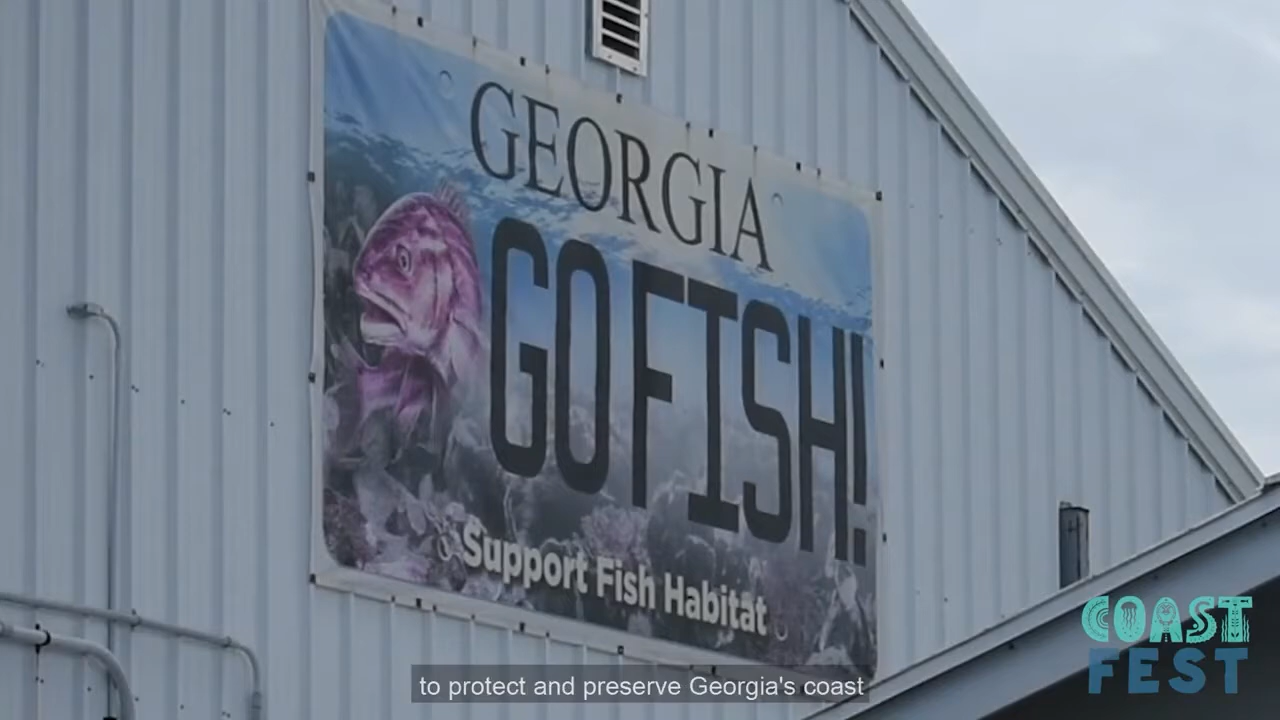 GEORGIA
GO FISH!
Support Fish Habitat
to protect and preserve Georgia's coast
COAST
FEST